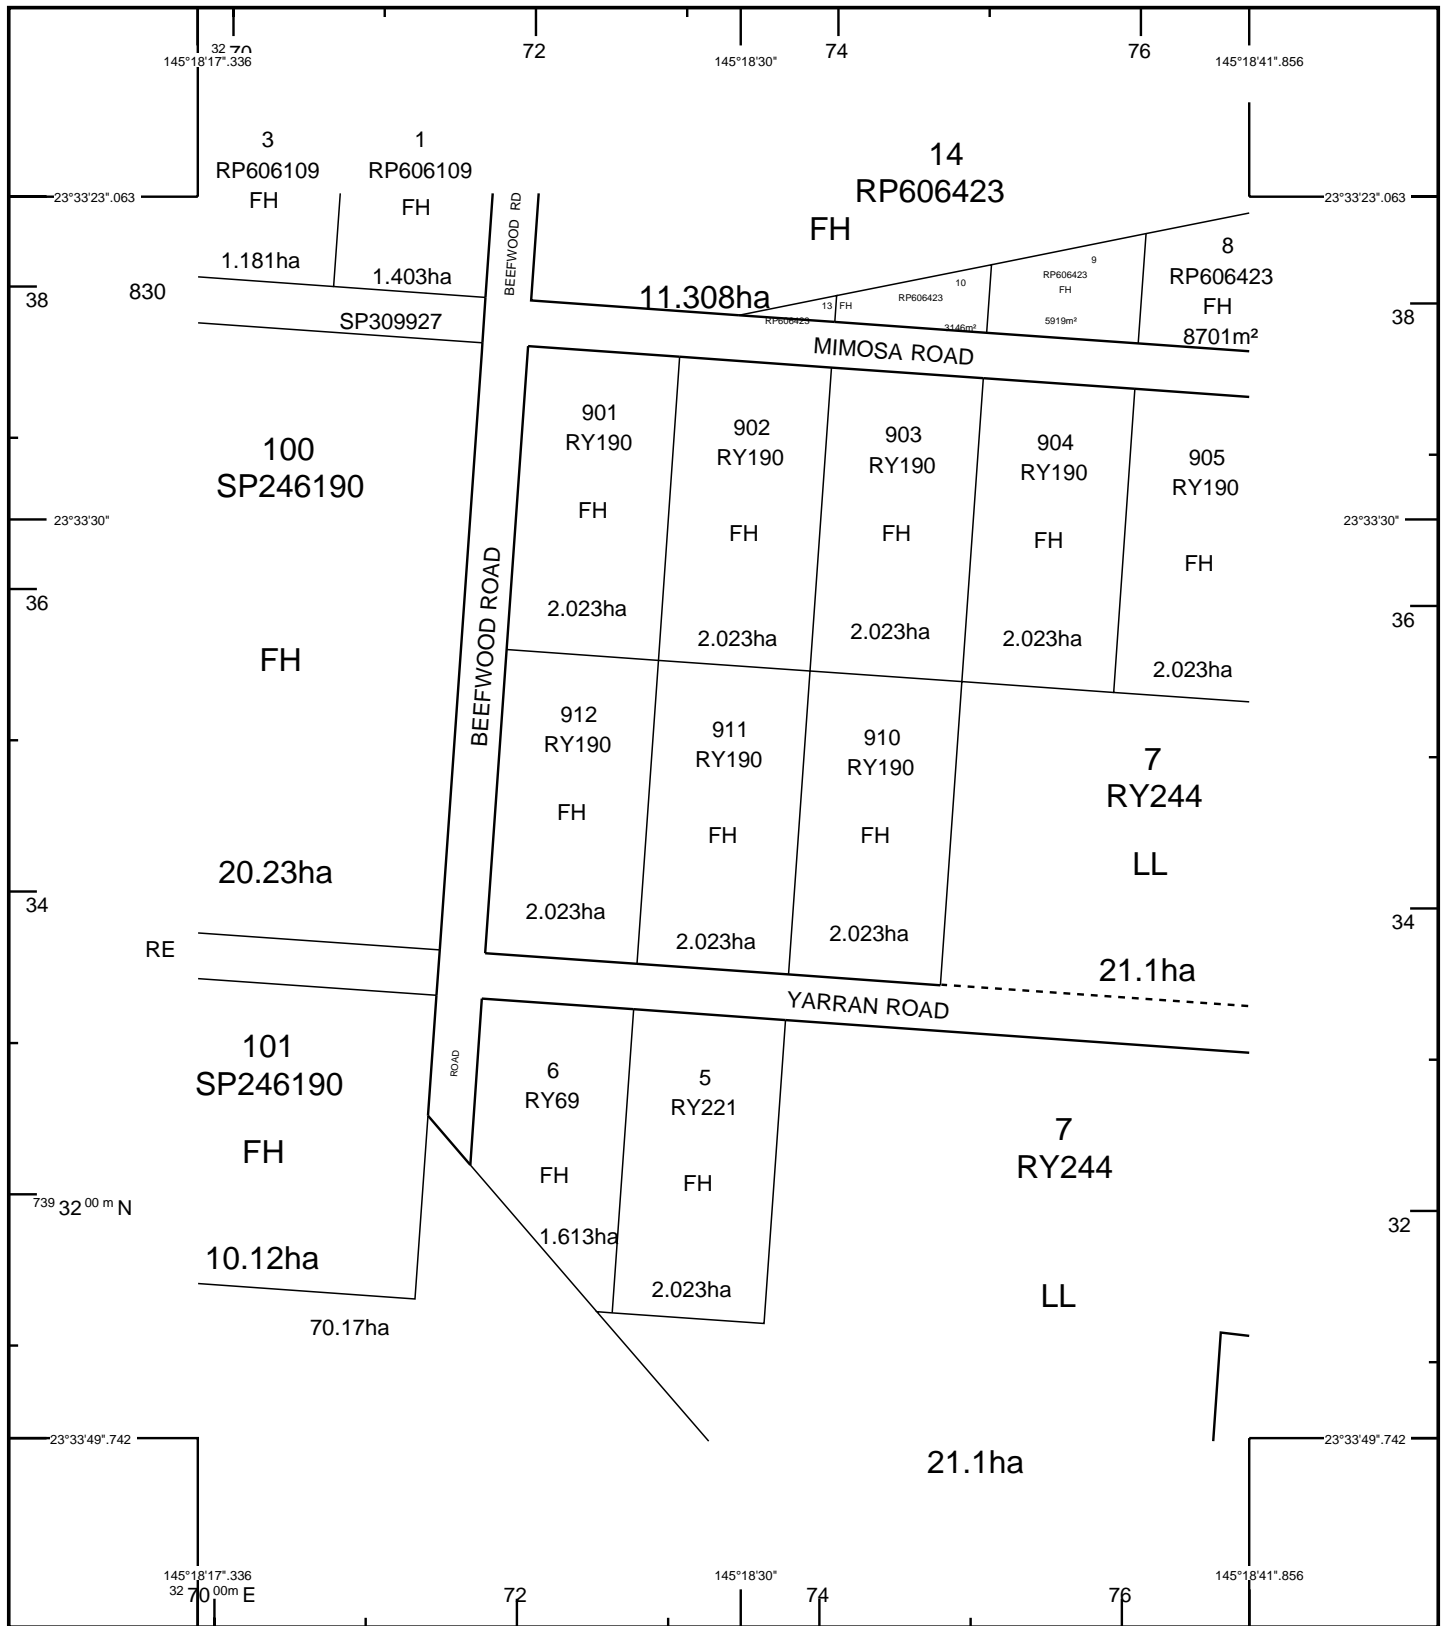 32 70
72
74
76
145°18'17".336
145°18'30"
145°18'41".856
3
RP606109
FH
1.181ha
1
RP606109
FH
1.403ha
BEEFWOOD RD
14
RP606423
FH
11.308ha
23°33'23".063
23°33'23".063
8
RP606423
FH
8701m²
9
RP606423
FH
5919m²
10
RP606423
3146m²
13 FH
RP606423
38
830
SP309927
38
MIMOSA ROAD
100
SP246190
FH
20.23ha
901
RY190
FH
2.023ha
902
RY190
FH
2.023ha
903
RY190
FH
2.023ha
904
RY190
FH
2.023ha
905
RY190
FH
2.023ha
23°33'30"
23°33'30"
36
36
BEEFWOOD ROAD
912
RY190
FH
2.023ha
911
RY190
FH
2.023ha
910
RY190
FH
2.023ha
7
RY244
LL
21.1ha
34
34
RE
YARRAN ROAD
101
SP246190
FH
10.12ha
ROAD
6
RY69
FH
1.613ha
5
RY221
FH
2.023ha
7
RY244
LL
21.1ha
739 32 00 m N
32
70.17ha
23°33'49".742
23°33'49".742
145°18'17".336
145°18'30"
145°18'41".856
32 70 00m E
72
74
76